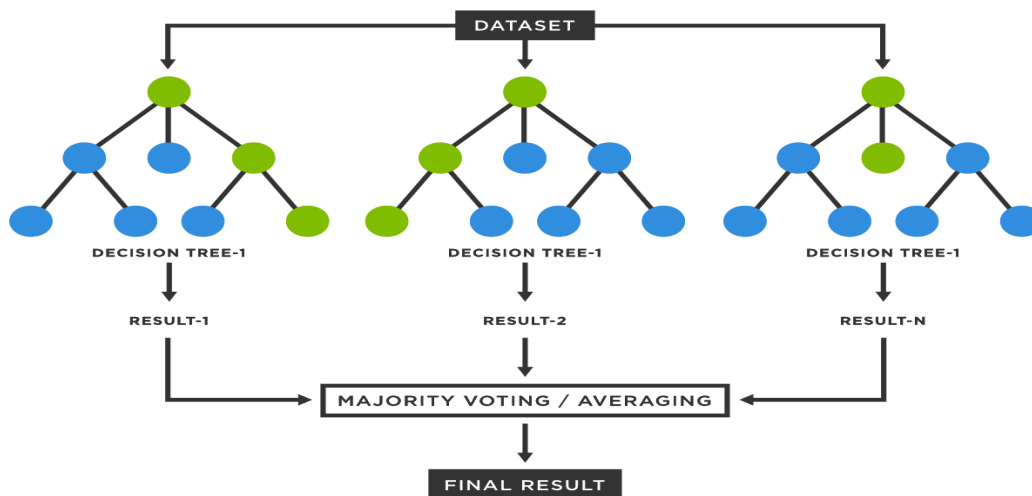 DATASET
DECISION TREE-1
DECISION TREE-1
DECISION TREE-1
RESULT-1
RESULT-2
RESULT-N
MAJORITY VOTING / AVERAGING
FINAL RESULT